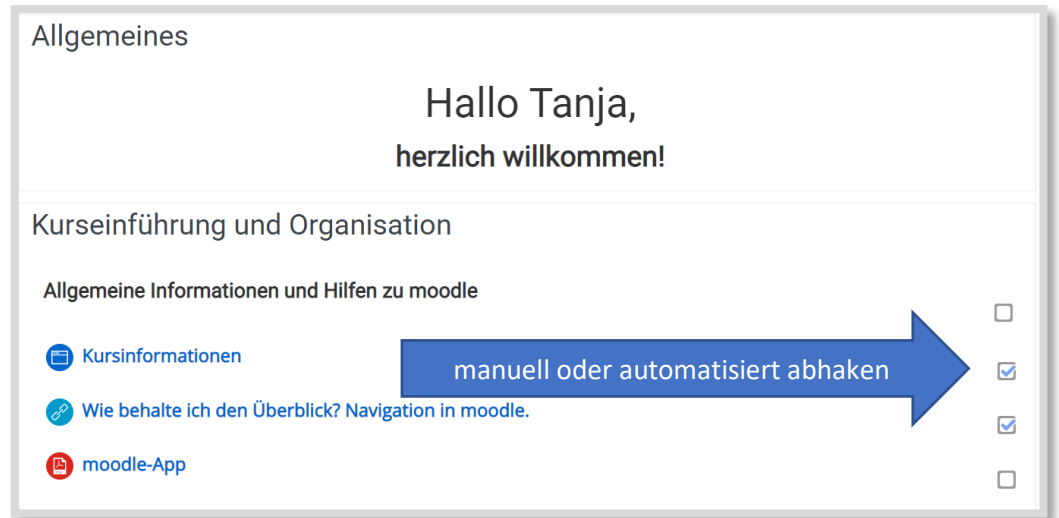 Allgemeines
Hallo Tanja,
herzlich willkommen!
Kurseinführung und Organisation
Allgemeine Informationen und Hilfen zu moodle
Kursinformationen
manuell oder automatisiert abhaken
Wie behalte ich den Überblick? Navigation in moodle.
moodle-App